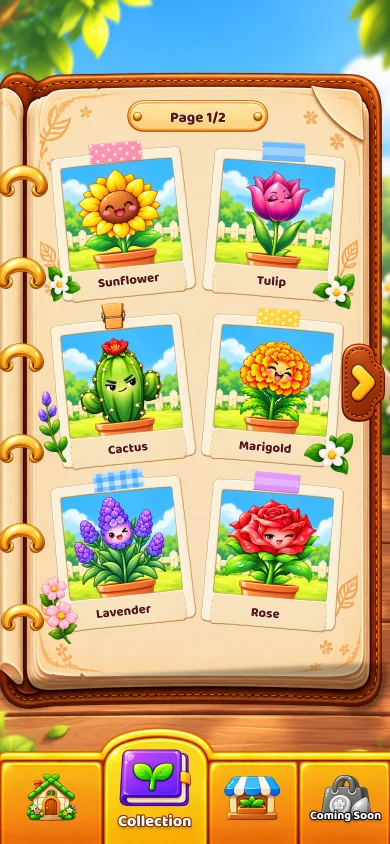 Page 1/2
Sunflower
Tulip
Cactus
Marigold
Lavender
Rose
Collection
Coming Soon